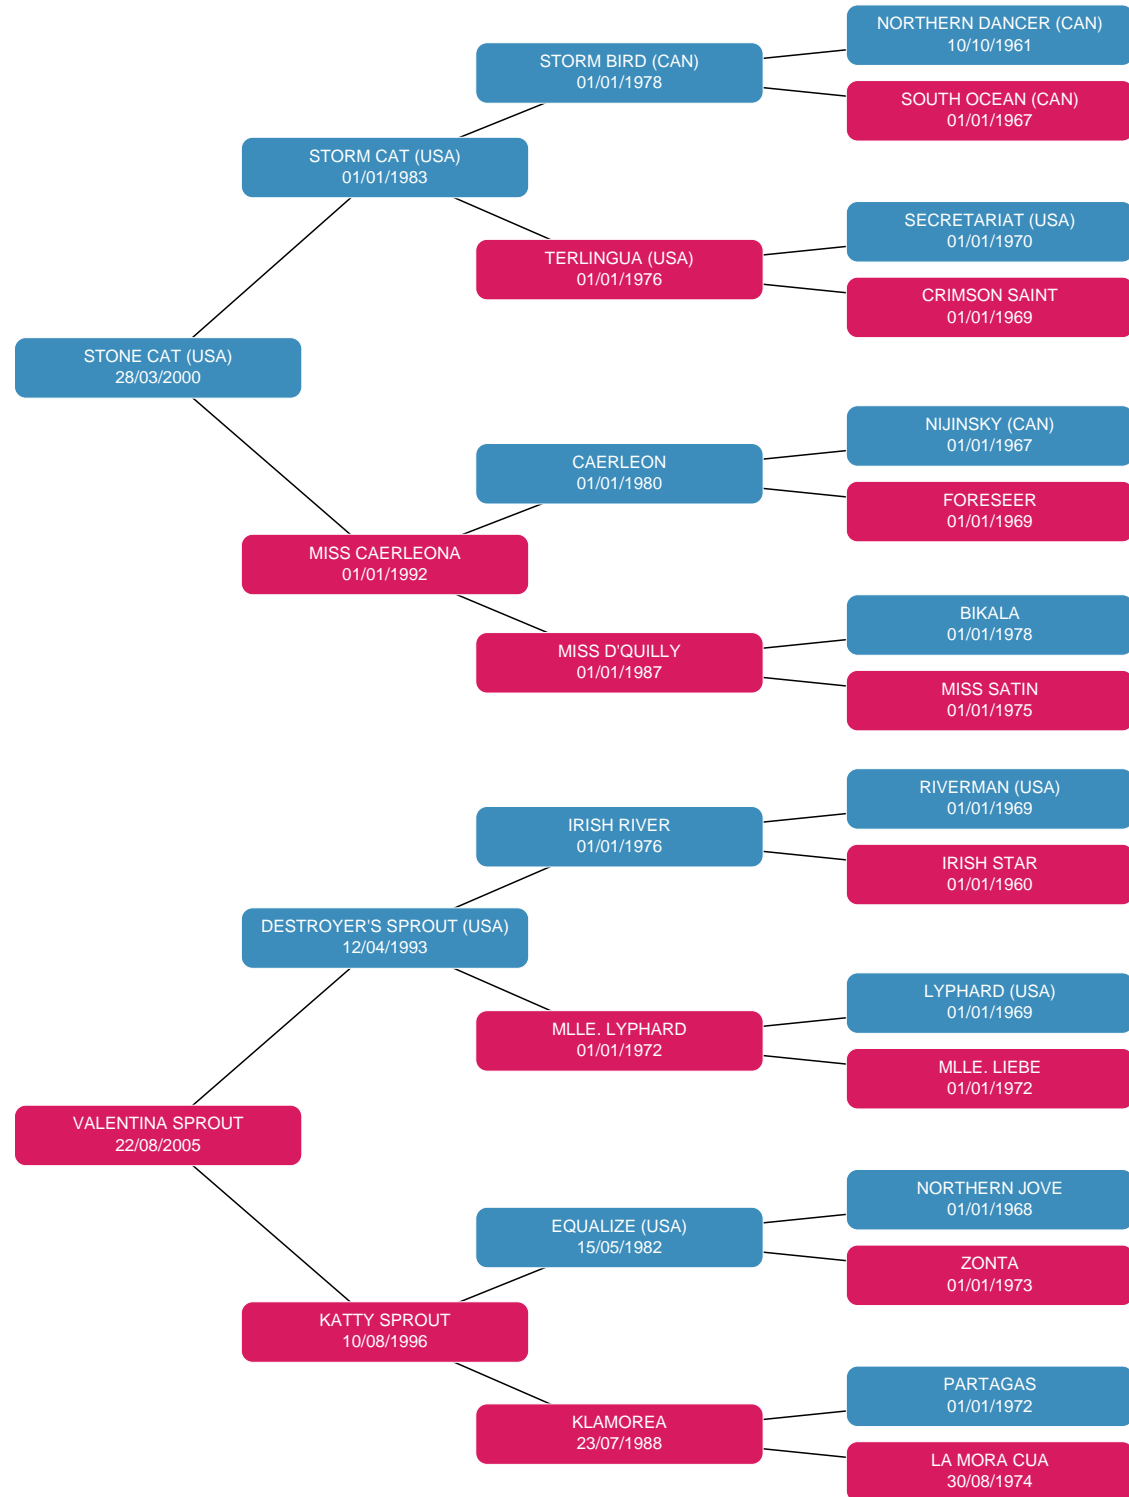 NORTHERN DANCER (CAN)
10/10/1961
STORM BIRD (CAN)
01/01/1978
SOUTH OCEAN (CAN)
01/01/1967
STORM CAT (USA)
01/01/1983
SECRETARIAT (USA)
01/01/1970
TERLINGUA (USA)
01/01/1976
CRIMSON SAINT
01/01/1969
STONE CAT (USA)
28/03/2000
NIJINSKY (CAN)
01/01/1967
CAERLEON
01/01/1980
FORESEER
01/01/1969
MISS CAERLEONA
01/01/1992
BIKALA
01/01/1978
MISS D'QUILLY
01/01/1987
MISS SATIN
01/01/1975
RIVERMAN (USA)
01/01/1969
IRISH RIVER
01/01/1976
IRISH STAR
01/01/1960
DESTROYER'S SPROUT (USA)
12/04/1993
LYPHARD (USA)
01/01/1969
MLLE. LYPHARD
01/01/1972
MLLE. LIEBE
01/01/1972
VALENTINA SPROUT
22/08/2005
NORTHERN JOVE
01/01/1968
EQUALIZE (USA)
15/05/1982
ZONTA
01/01/1973
KATTY SPROUT
10/08/1996
PARTAGAS
01/01/1972
KLAMOREA
23/07/1988
LA MORA CUA
30/08/1974